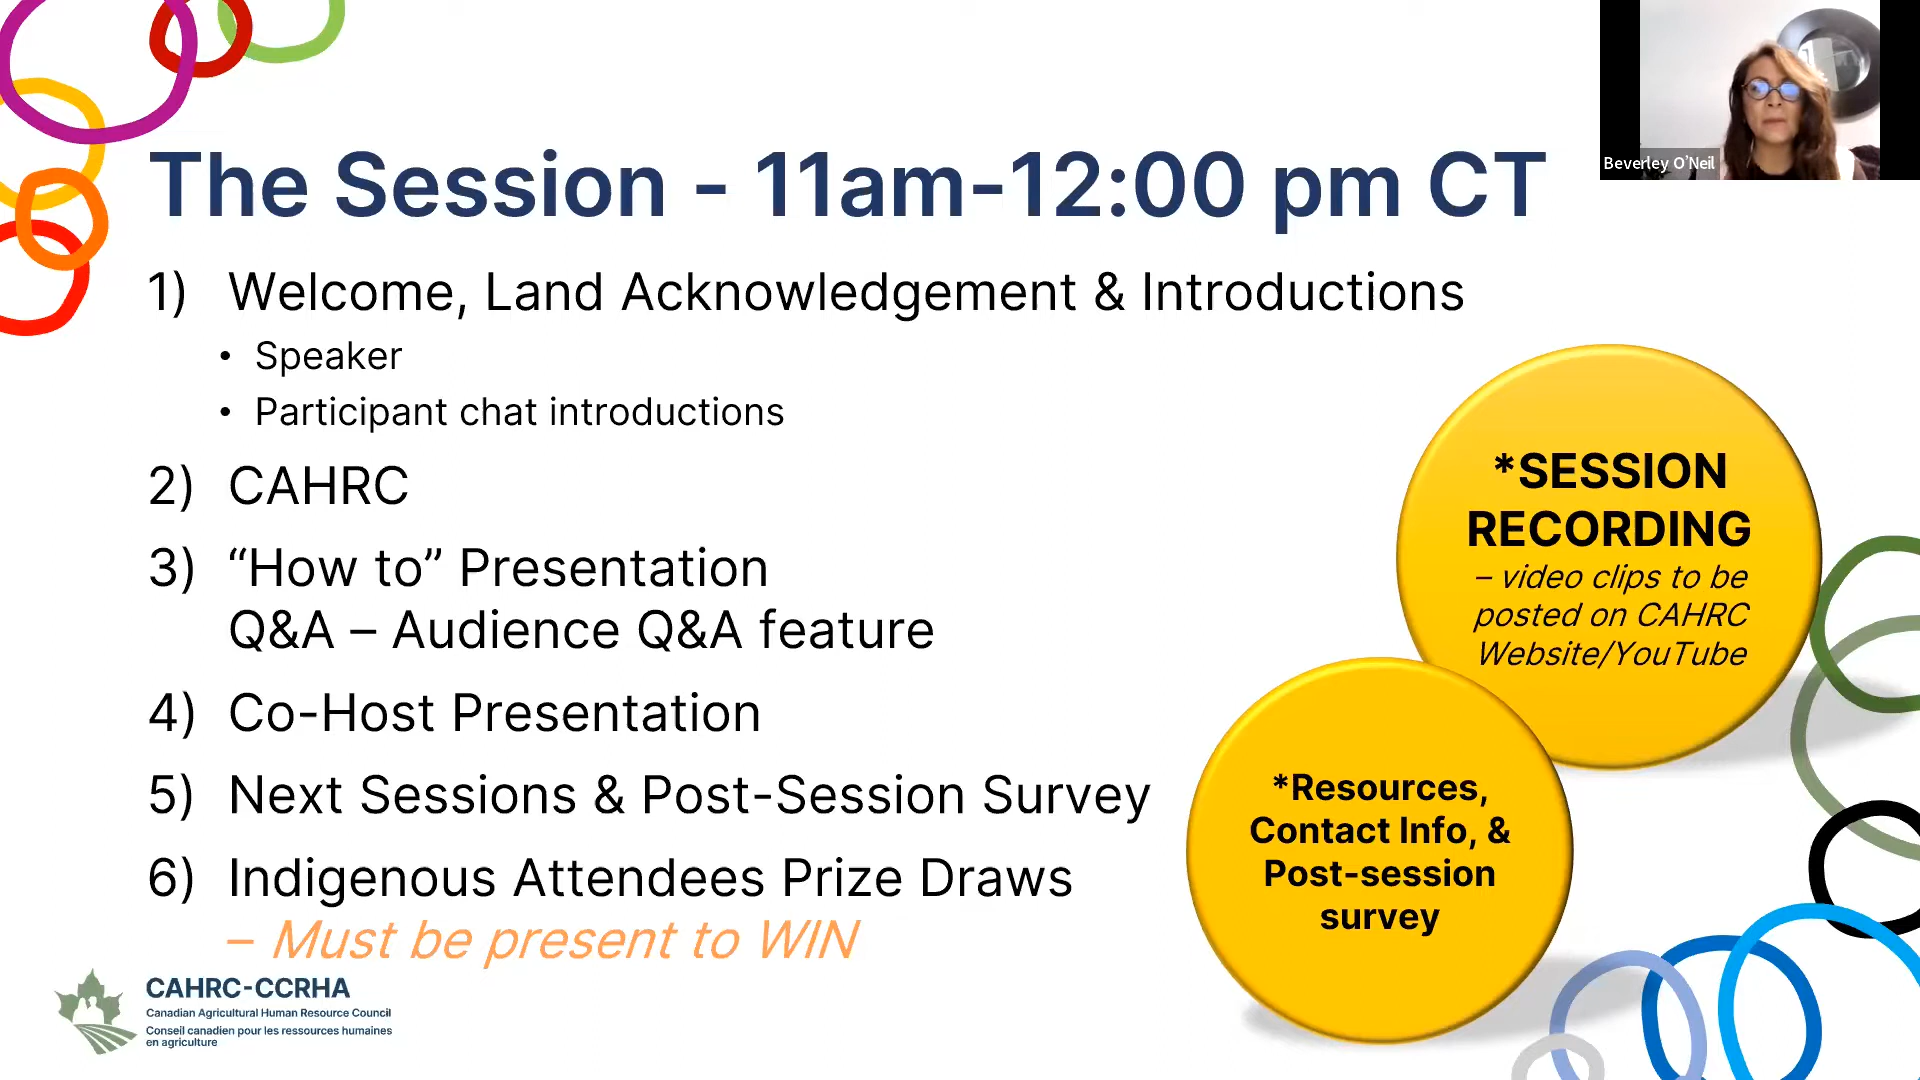 The Session - 11am-12:00 pm CT
1) Welcome, Land Acknowledgement & Introductions
• Speaker
• Participant chat introductions
2) CAHRC
3) “How to” Presentation
Q&A – Audience Q&A feature
4) Co-Host Presentation
5) Next Sessions & Post-Session Survey
6) Indigenous Attendees Prize Draws
– Must be present to WIN
*SESSION
RECORDING
– video clips to be
posted on CAHRC
Website/YouTube
*Resources,
Contact Info, &
Post-session
survey
CAHRC-CCRHA
Canadian Agricultural Human Resource Council
Conseil canadien pour les ressources humaines
en agriculture
Beverley O'Neil